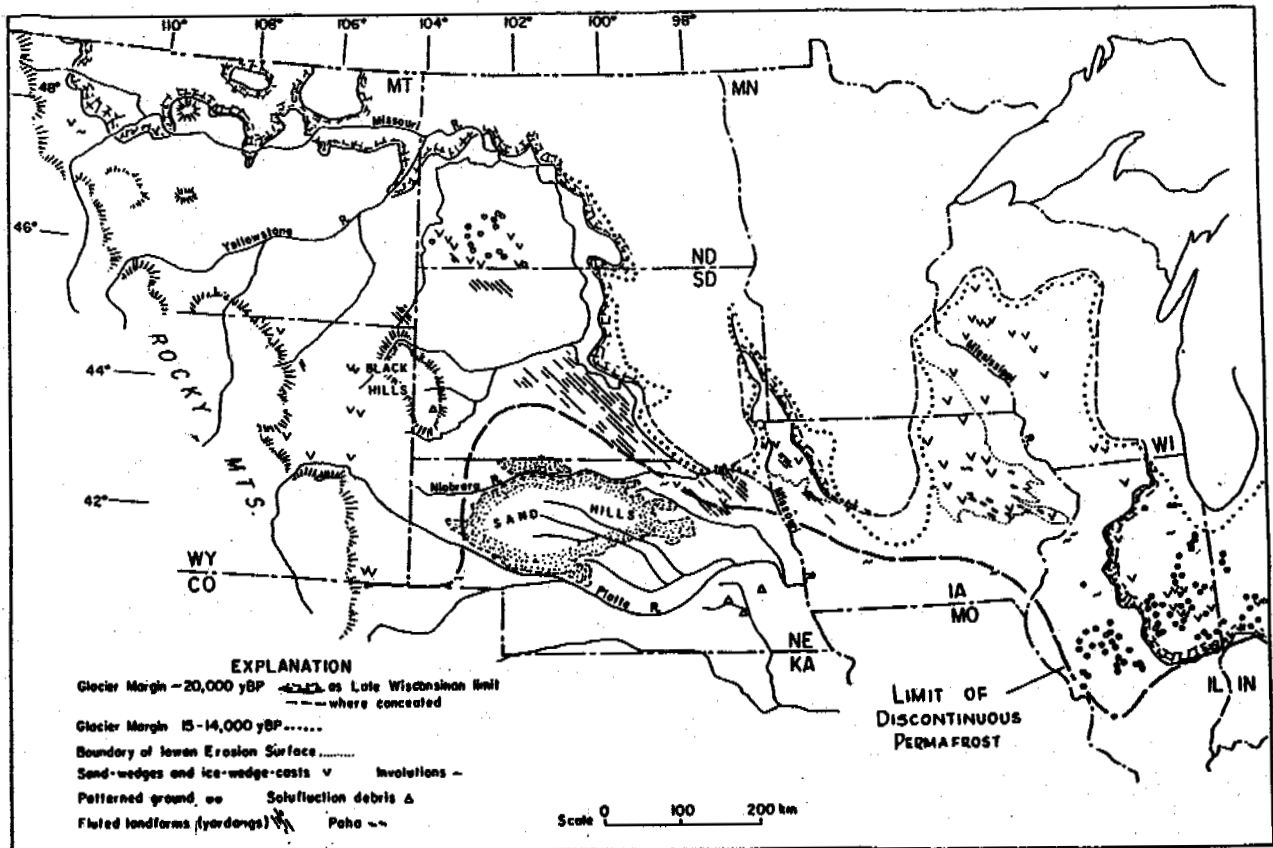 110° 108° 106° 104° 102° 100° 98°
48°
MT
MN
Missouri R.
46°
Yellowstone R.
ND
SD
ROCKY MTS
44°
BLACK HILLS
Mississippi R.
WI
42°
Niobrara R.
SAND HILLS
Missouri R.
WY
CO
Platte R.
IA
MO
NE
KA
IL IN
LIMIT OF
DISCONTINUOUS
PERMAFROST
EXPLANATION
Glacier Margin ~20,000 yBP as Late Wisconsinan limit
where concealed
Glacier Margin 15-14,000 yBP
Boundary of Iowan Erosion Surface
Sand-wedges and ice-wedge-casts v Involutions ~
Patterned ground Solufluction debris △
Fluted landforms (yardangs) Paha
Scale 0 100 200 km